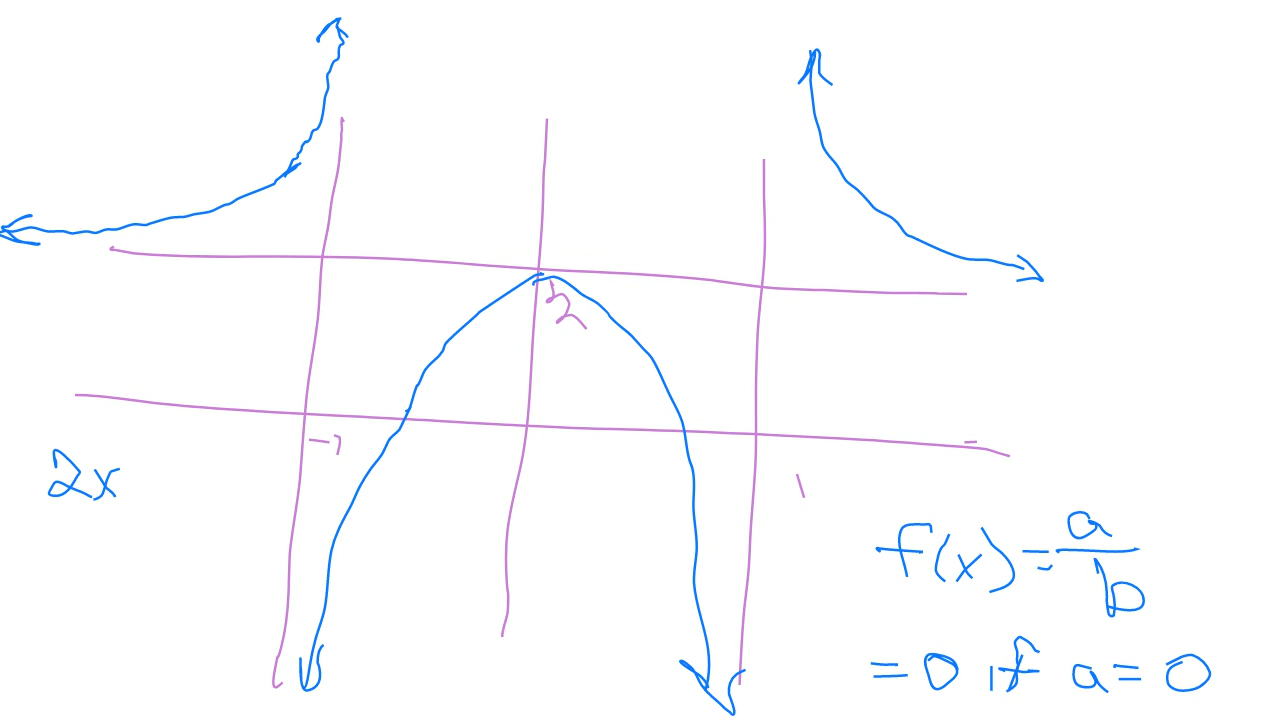 2
-1
1
2x
f(x) = a/b
= 0 if a = 0